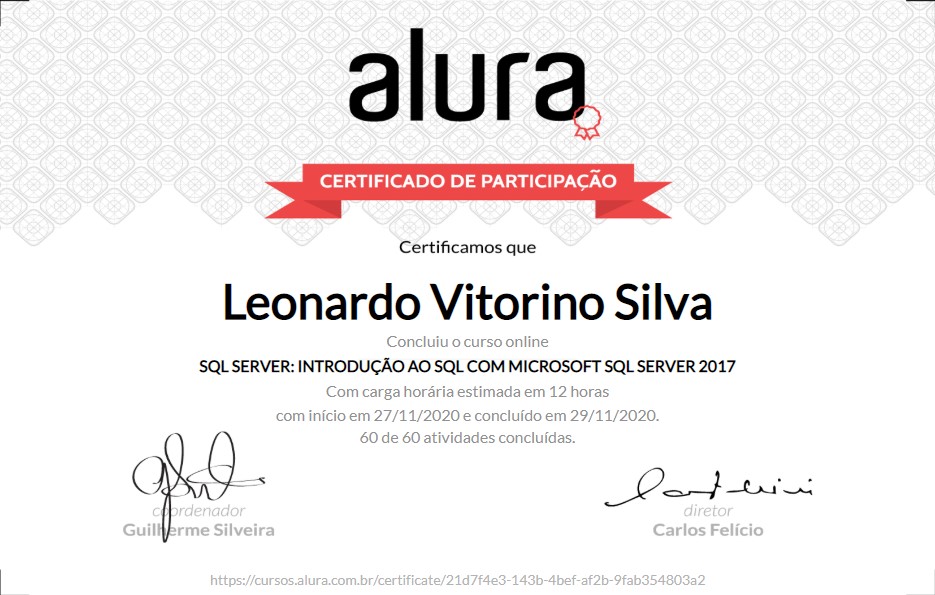 alura
CERTIFICADO DE PARTICIPAÇÃO
Certificamos que
Leonardo Vitorino Silva
Concluiu o curso online
SQL SERVER: INTRODUÇÃO AO SQL COM MICROSOFT SQL SERVER 2017
Com carga horária estimada em 12 horas
com início em 27/11/2020 e concluído em 29/11/2020.
60 de 60 atividades concluídas.
coordenador
Guilherme Silveira
diretor
Carlos Felício
https://cursos.alura.com.br/certificate/21d7f4e3-143b-4bef-af2b-9fab354803a2